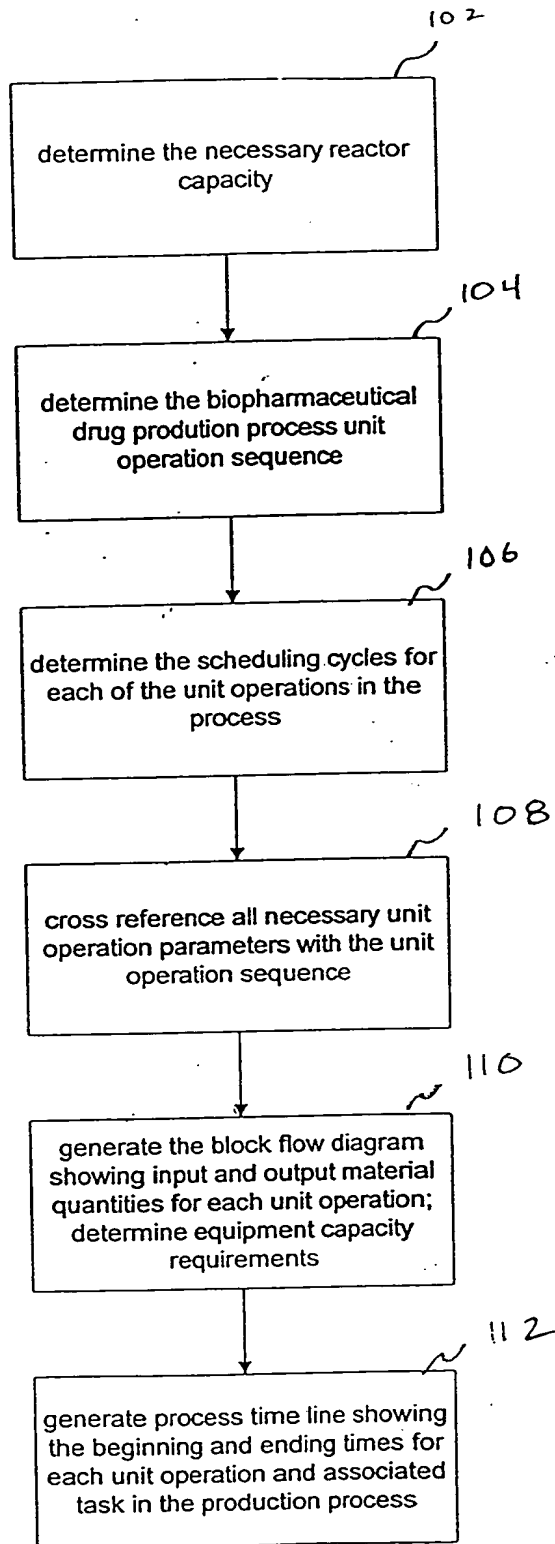 102
determine the necessary reactor
capacity
104
determine the biopharmaceutical
drug prodution process unit
operation sequence
106
determine the scheduling cycles for
each of the unit operations in the
process
108
cross reference all necessary unit
operation parameters with the unit
operation sequence
110
generate the block flow diagram
showing input and output material
quantities for each unit operation;
determine equipment capacity
requirements
112
generate process time line showing
the beginning and ending times for
each unit operation and associated
task in the production process